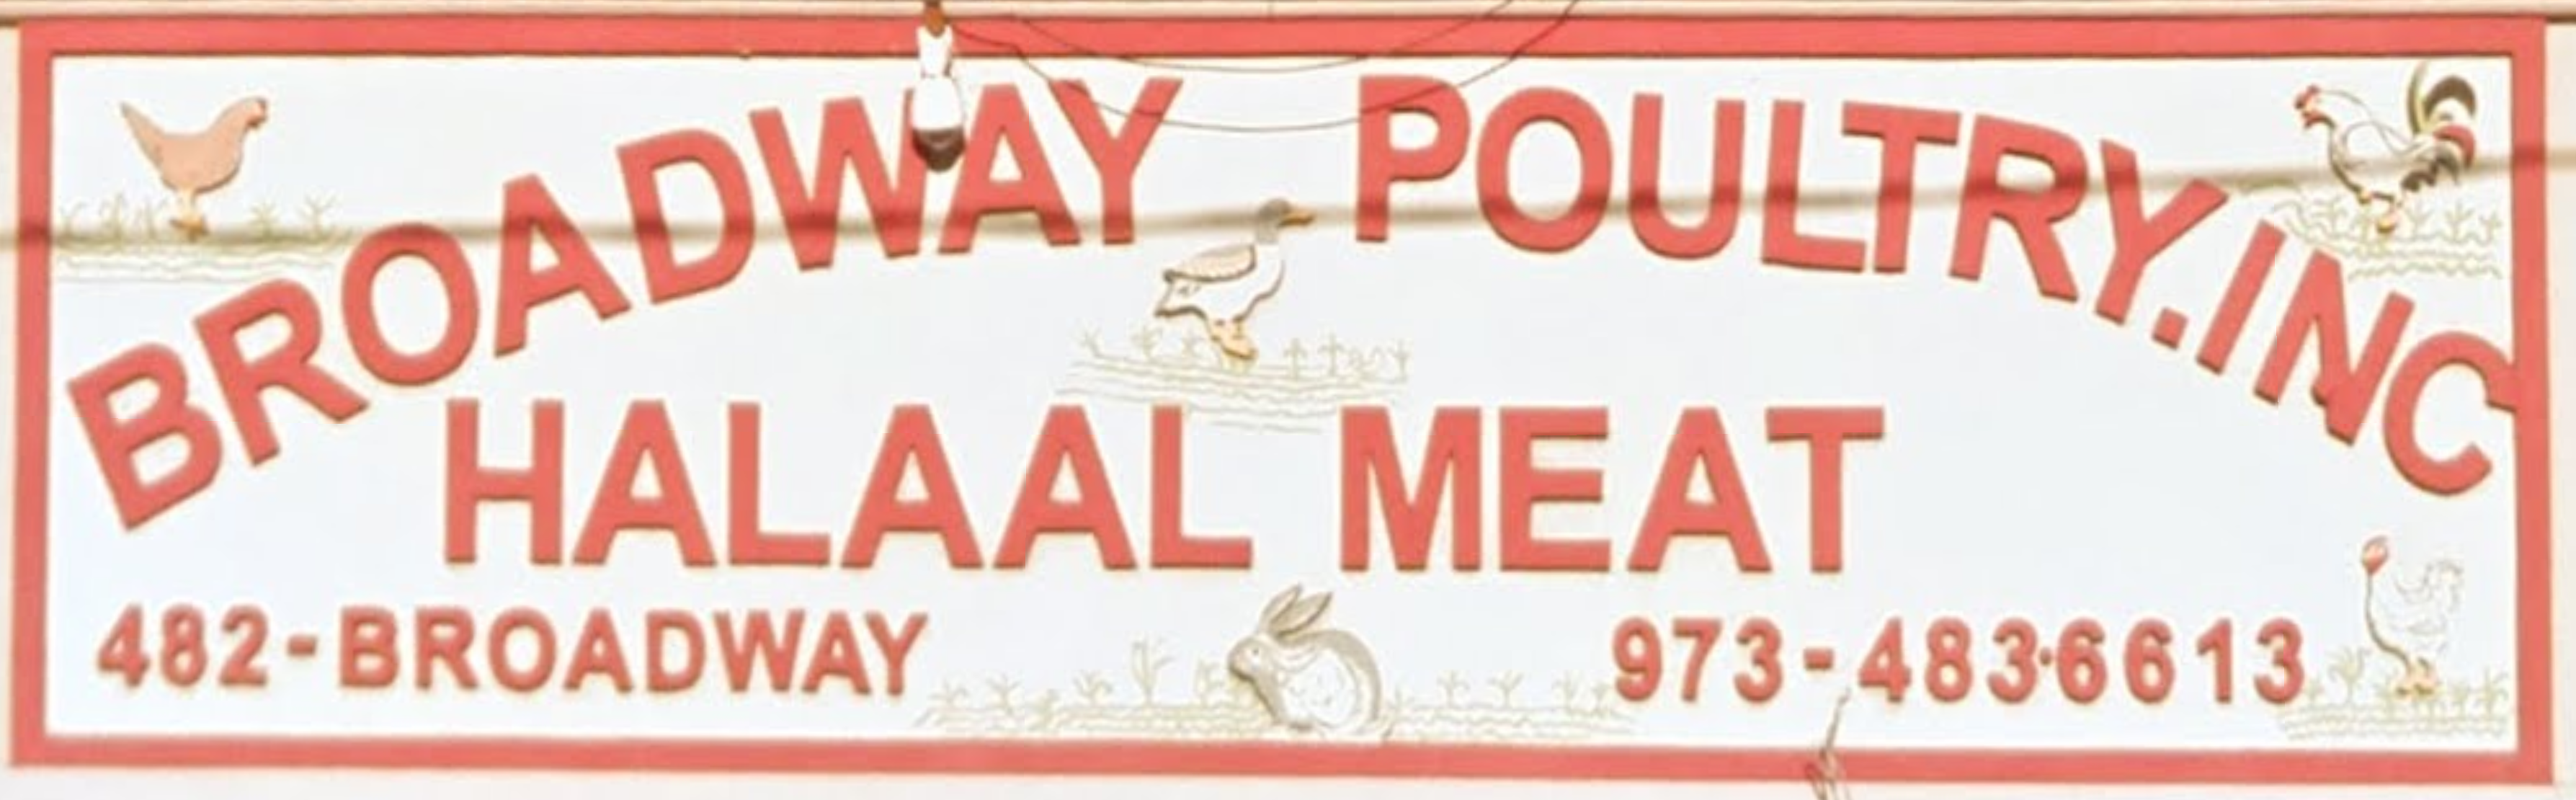 BROADWAY POULTRY.INC
HALAAL MEAT
482-BROADWAY
973-483-6613